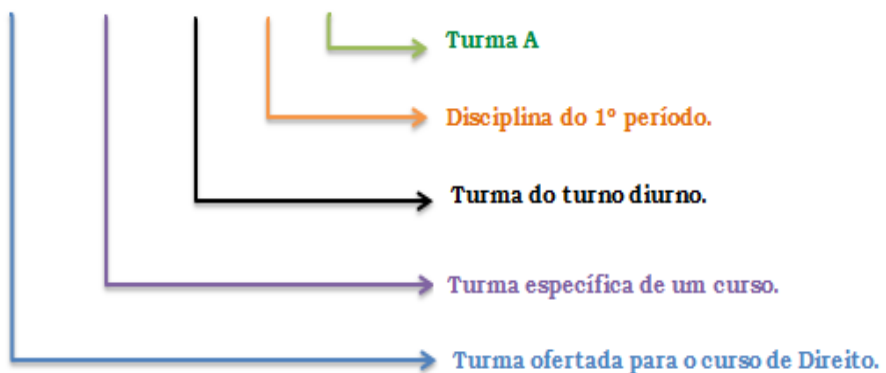 Turma A
Disciplina do 1º período.
Turma do turno diurno.
Turma específica de um curso.
Turma ofertada para o curso de Direito.